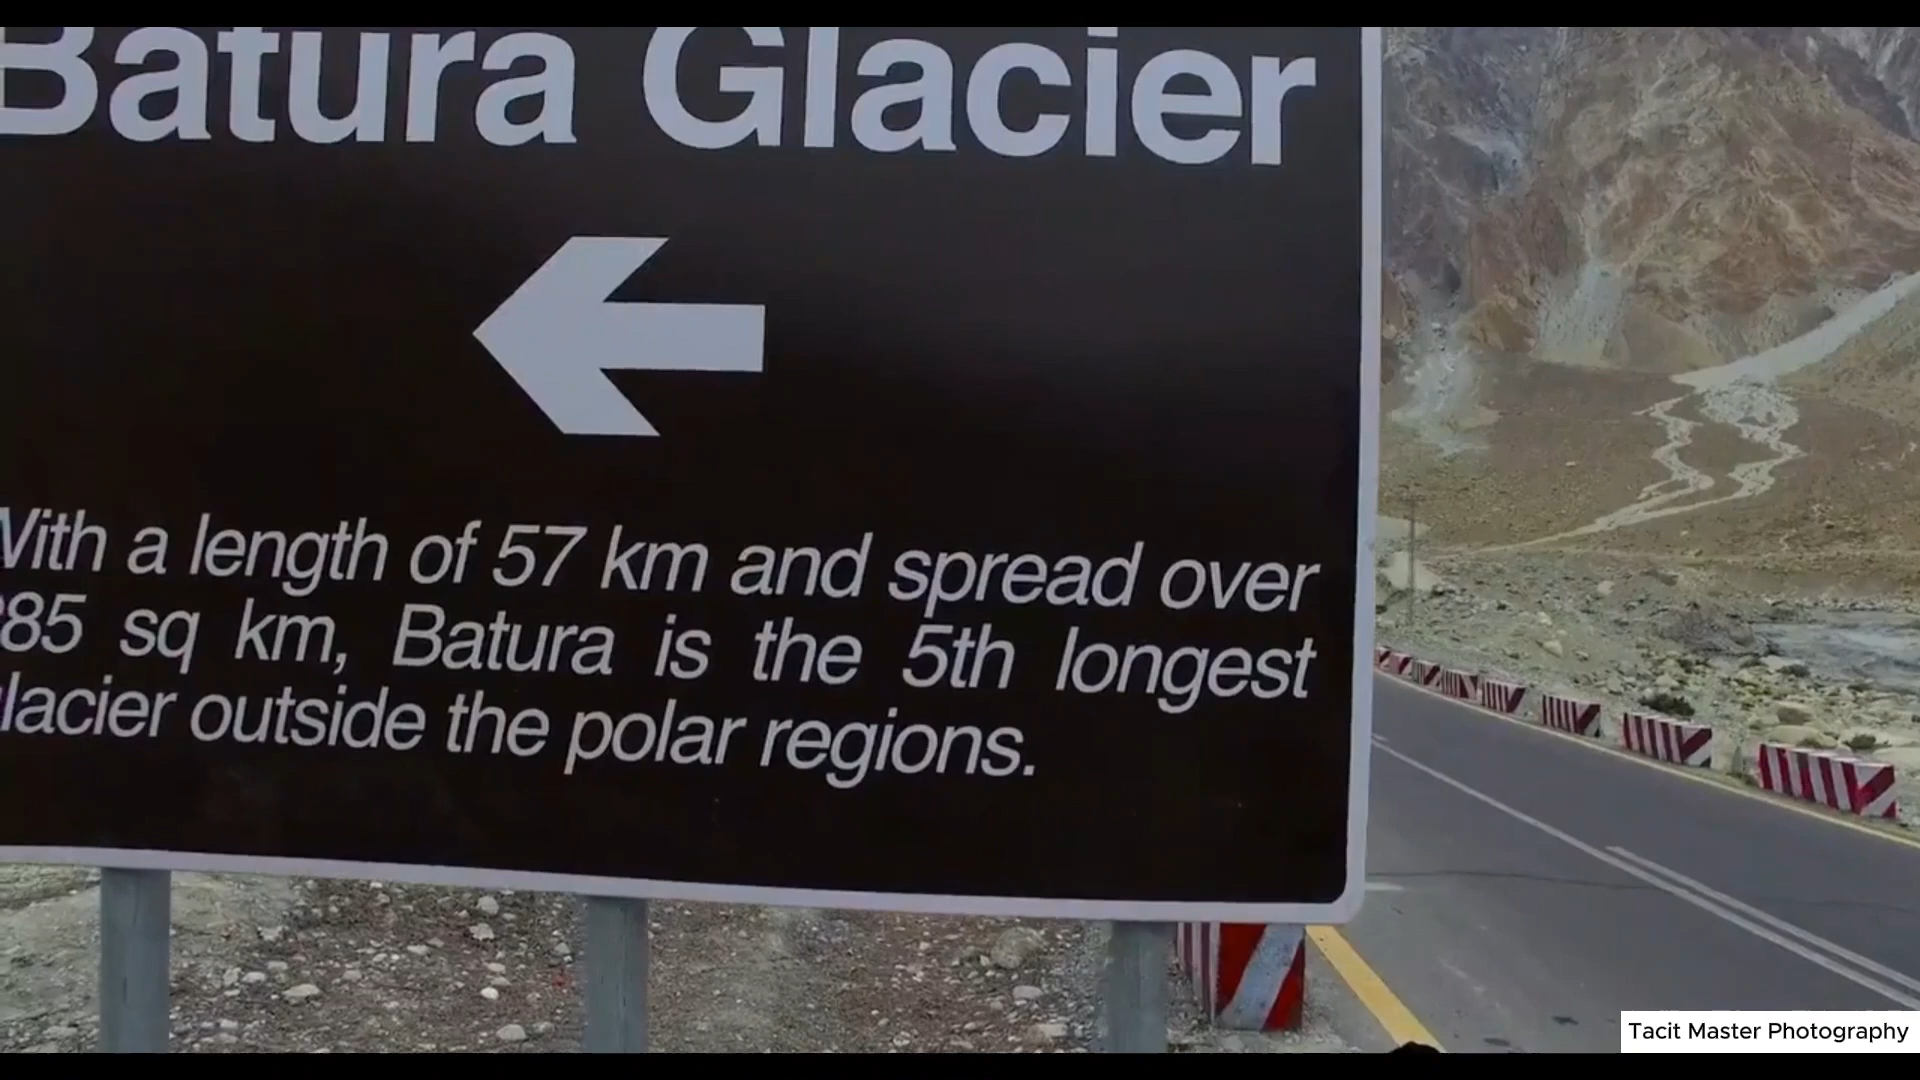 Batura Glacier
With a length of 57 km and spread over
85 sq km, Batura is the 5th longest
glacier outside the polar regions.
Tacit Master Photography